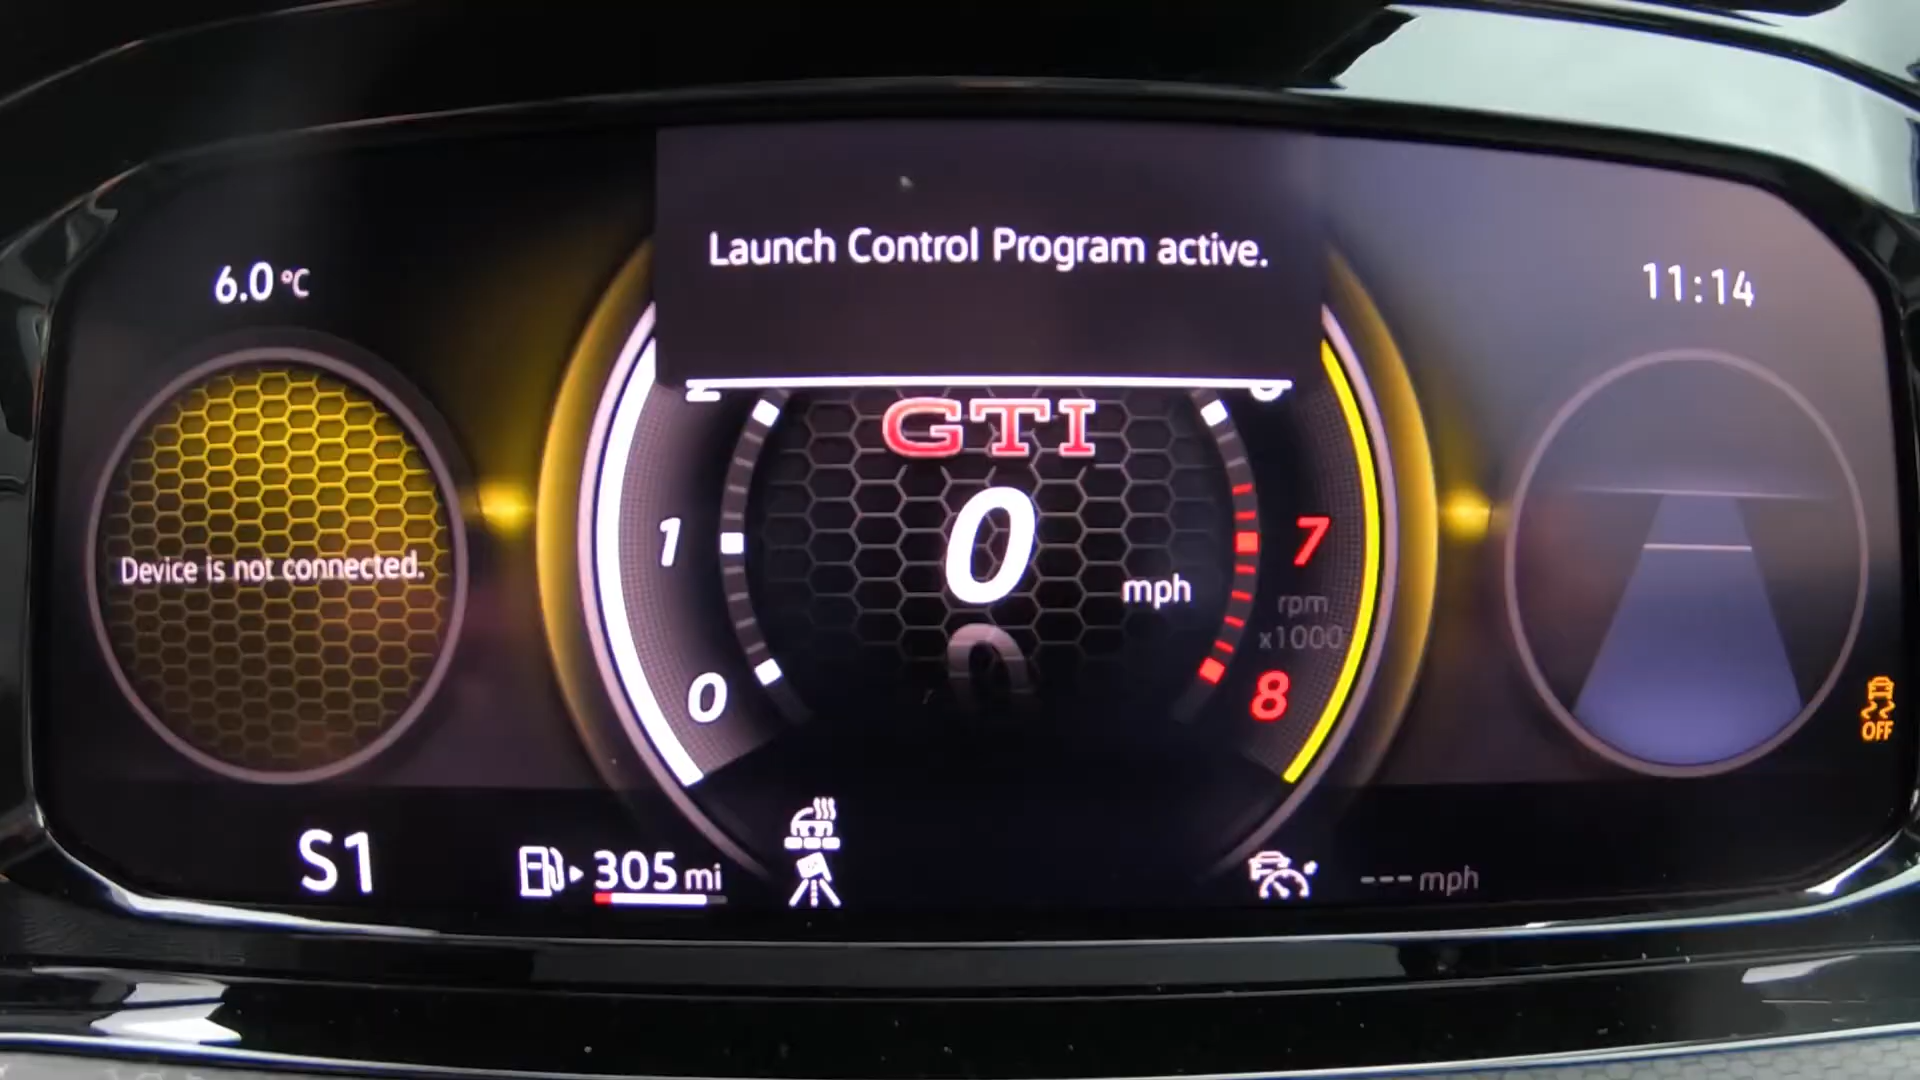 Launch Control Program active.
6.0 °C
11:14
GTI
Device is not connected.
1
0
0
mph
7
rpm
x1000
8
OFF
S1
305 mi
--- mph